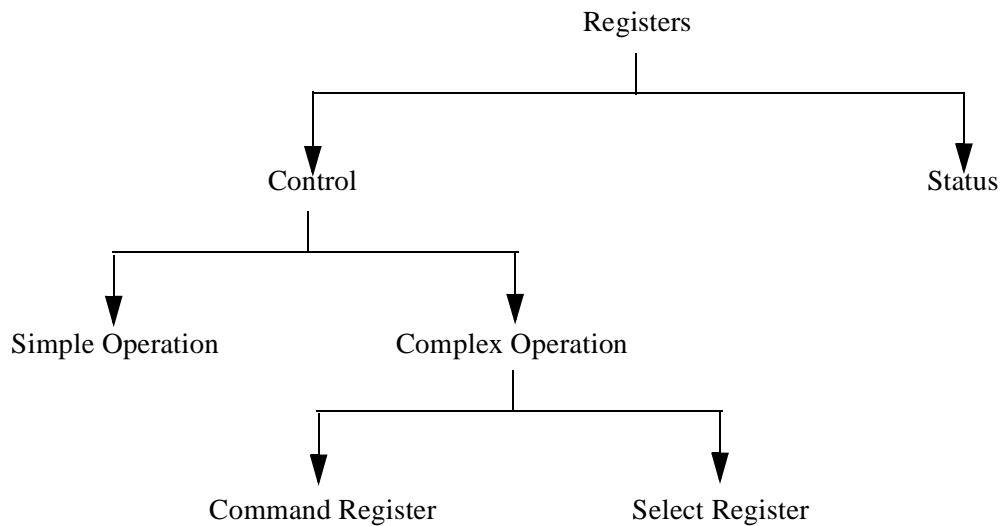 Registers
Control
Status
Simple Operation
Complex Operation
Command Register
Select Register